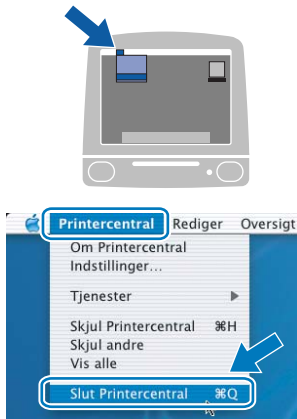 Printercentral Rediger Oversigt
Om Printercentral
Indstillinger...
Tjenester
Skjul Printercentral ⌘H
Skjul andre
Vis alle
Slut Printercentral ⌘Q